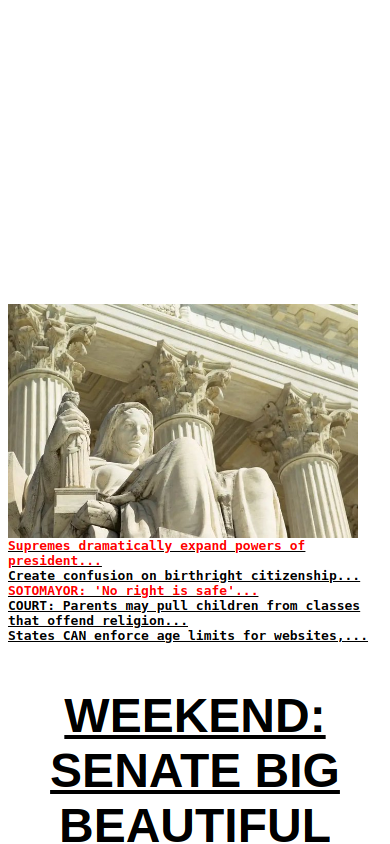 EQUAL JUSTI
Supremes dramatically expand powers of
president...
Create confusion on birthright citizenship...
SOTOMAYOR: 'No right is safe'...
COURT: Parents may pull children from classes
that offend religion...
States CAN enforce age limits for websites,...
WEEKEND:
SENATE BIG
BEAUTIFUL